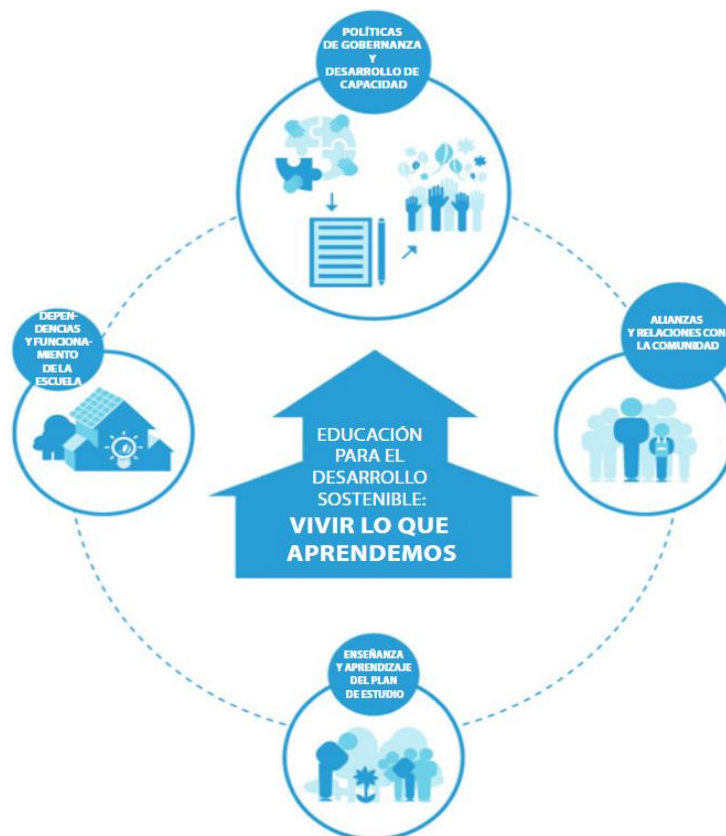 POLÍTICAS
DE GOBERNANZA
Y
DESARROLLO DE
CAPACIDAD
DEPEN-
DENCIAS
Y FUNCIONA-
MIENTO
DE LA
ESCUELA
ALIANZAS
Y RELACIONES CON
LA COMUNIDAD
EDUCACIÓN
PARA EL
DESARROLLO
SOSTENIBLE:
VIVIR LO QUE
APRENDEMOS
ENSEÑANZA
Y APRENDIZAJE
DEL PLAN
DE ESTUDIO